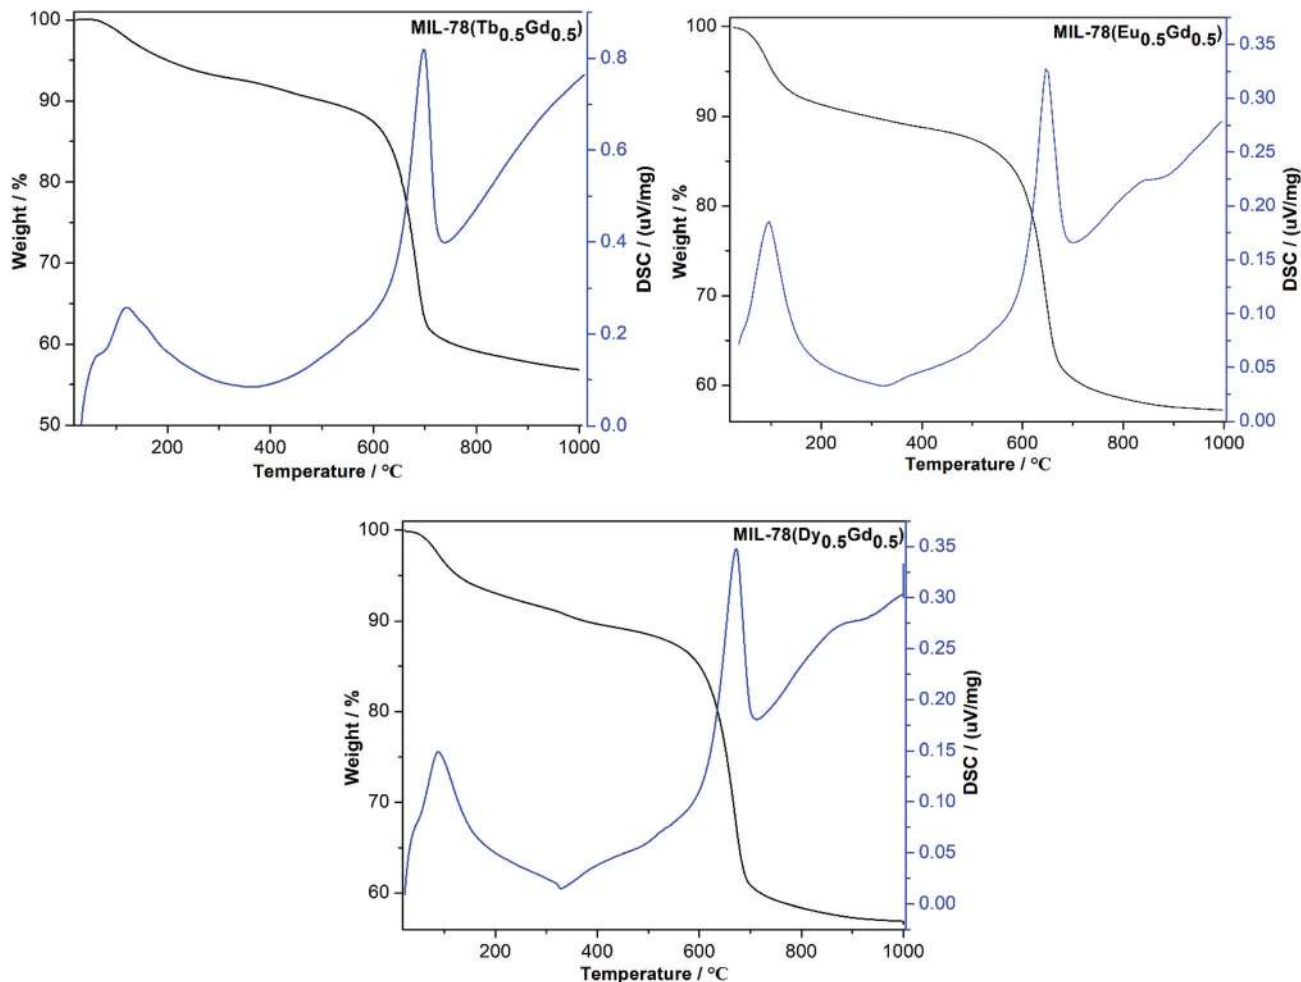 MIL-78(Tb0.5Gd0.5)
100
90
80
70
60
50
Weight / %
0.8
0.6
0.4
0.2
0.0
DSC / (uV/mg)
200 400 600 800 1000
Temperature / °C
MIL-78(Eu0.5Gd0.5)
100
90
80
70
60
Weight / %
0.35
0.30
0.25
0.20
0.15
0.10
0.05
0.00
DSC / (uV/mg)
200 400 600 800 1000
Temperature / °C
MIL-78(Dy0.5Gd0.5)
100
90
80
70
60
Weight / %
0.35
0.30
0.25
0.20
0.15
0.10
0.05
0.00
DSC / (uV/mg)
200 400 600 800 1000
Temperature / °C